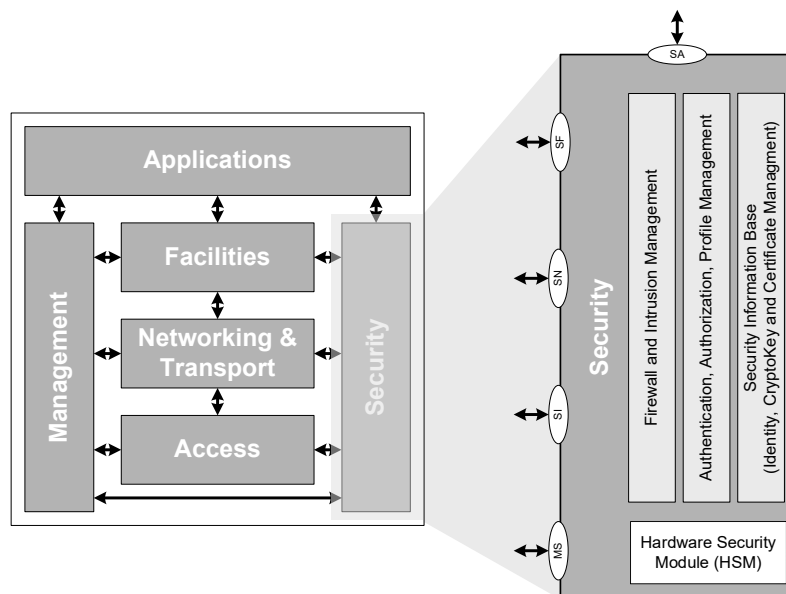 Applications
Facilities
Networking &
Transport
Access
Management
Security
SA
SF
SN
SI
MS
Security
Firewall and Intrusion Management
Authentication, Authorization, Profile Management
Security Information Base
(Identity, CryptoKey and Certificate Managment)
Hardware Security
Module (HSM)